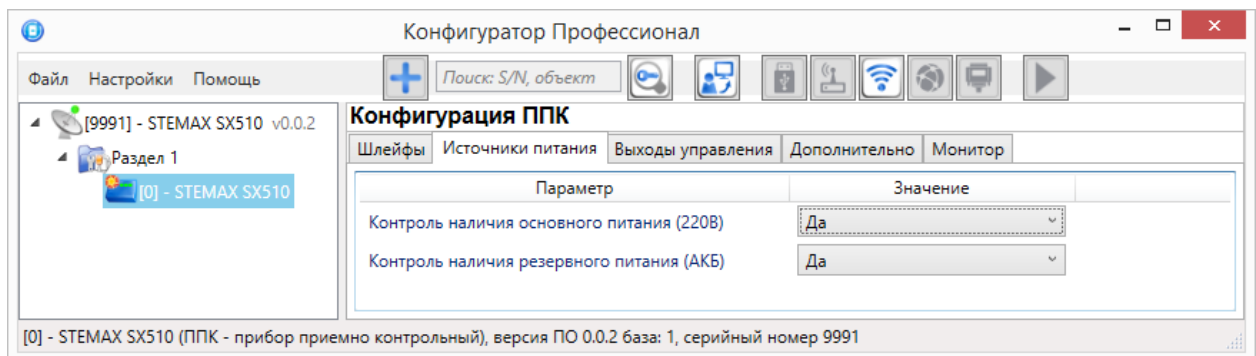 Конфигуратор Профессионал
Файл Настройки Помощь Поиск: S/N, объект
[9991] - STEMAX SX510 v0.0.2
Раздел 1
[0] - STEMAX SX510
Конфигурация ППК
Шлейфы Источники питания Выходы управления Дополнительно Монитор
Параметр Значение
Контроль наличия основного питания (220В) Да
Контроль наличия резервного питания (АКБ) Да
[0] - STEMAX SX510 (ППК - прибор приемно контрольный), версия ПО 0.0.2 база: 1, серийный номер 9991